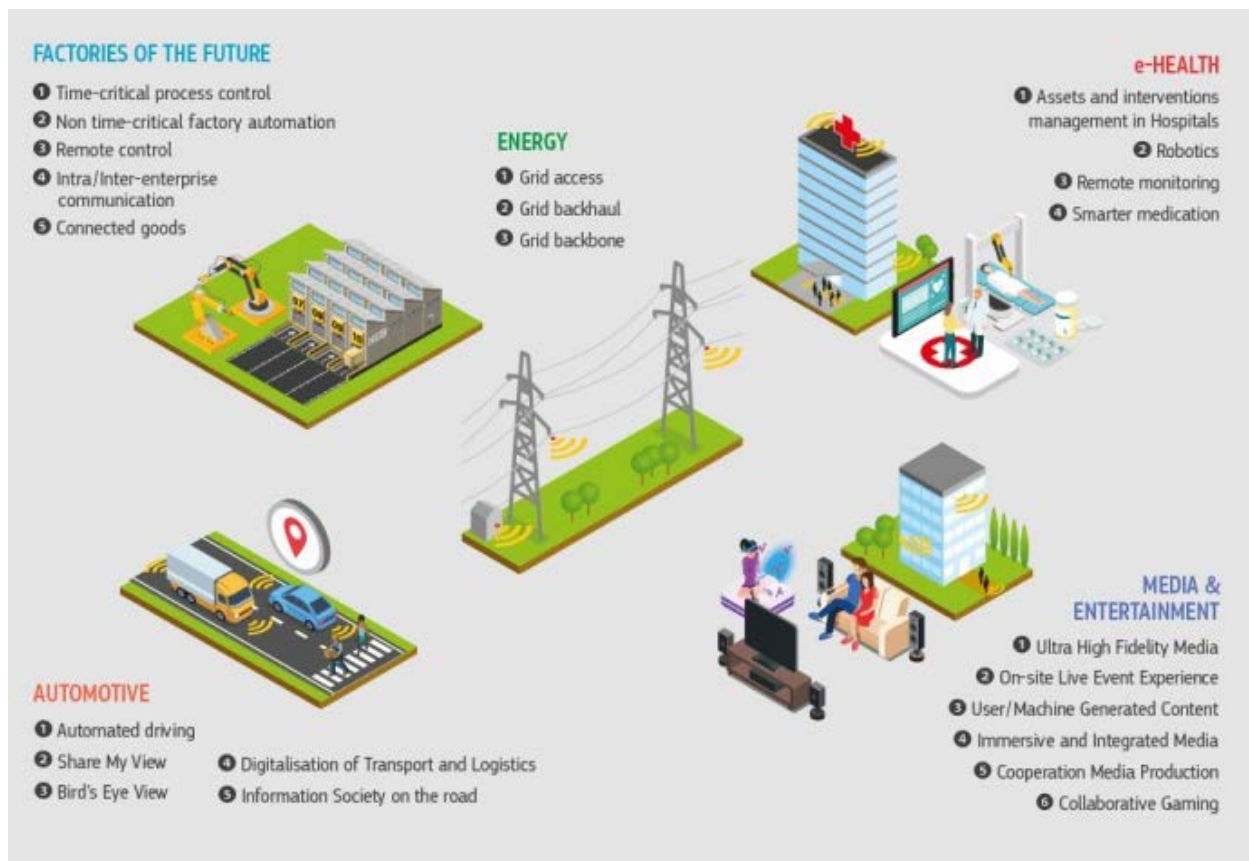 FACTORIES OF THE FUTURE
1 Time-critical process control
2 Non time-critical factory automation
3 Remote control
4 Intra/Inter-enterprise
communication
5 Connected goods
ENERGY
1 Grid access
2 Grid backhaul
3 Grid backbone
e-HEALTH
1 Assets and interventions
management in Hospitals
2 Robotics
3 Remote monitoring
4 Smarter medication
AUTOMOTIVE
1 Automated driving
2 Share My View
3 Bird's Eye View
4 Digitalisation of Transport and Logistics
5 Information Society on the road
MEDIA &
ENTERTAINMENT
1 Ultra High Fidelity Media
2 On-site Live Event Experience
3 User/Machine Generated Content
4 Immersive and Integrated Media
5 Cooperation Media Production
6 Collaborative Gaming